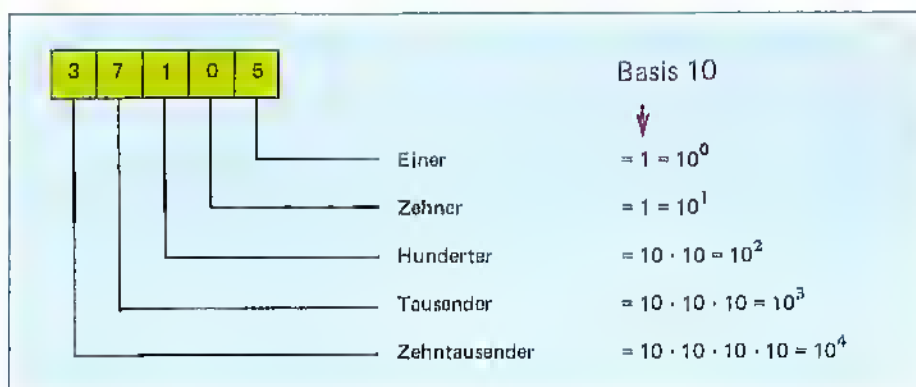 3 7 1 0 5
Basis 10
Einer = 1 = 10⁰
Zehner = 1 = 10¹
Hunderter = 10 · 10 = 10²
Tausender = 10 · 10 · 10 = 10³
Zehntausender = 10 · 10 · 10 · 10 = 10⁴